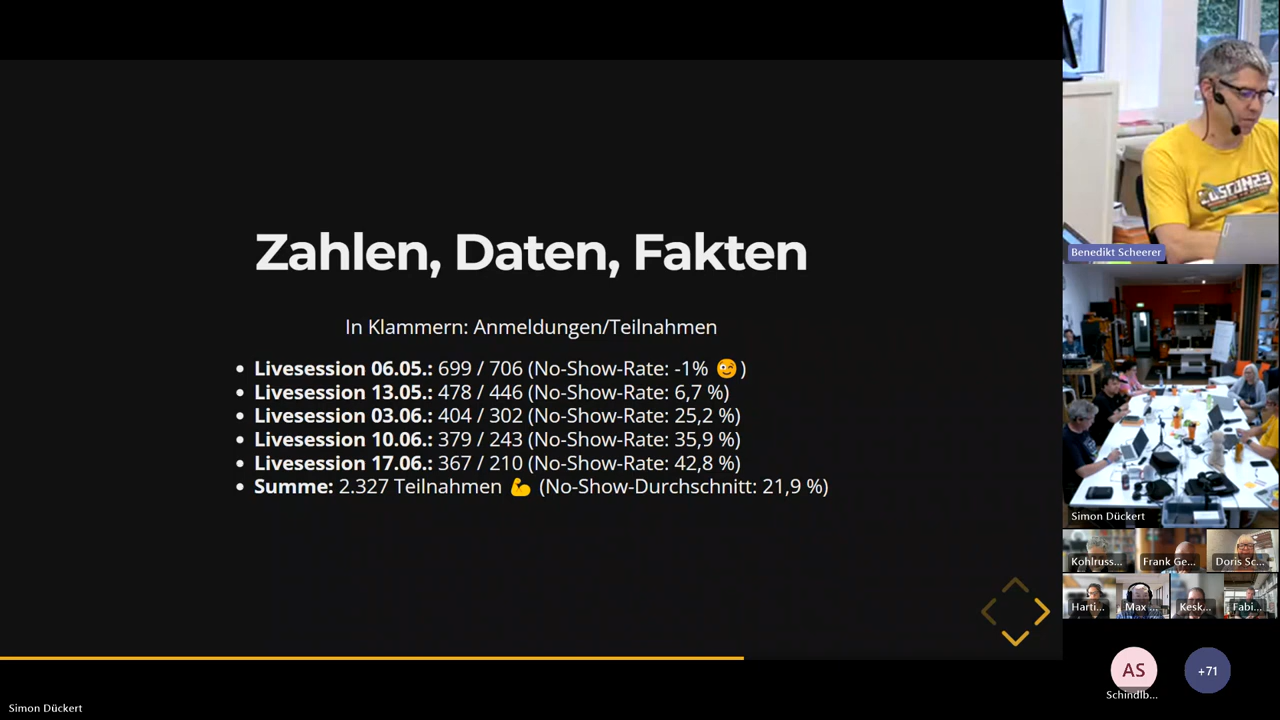 Zahlen, Daten, Fakten
In Klammern: Anmeldungen/Teilnahmen
• Livesession 06.05.: 699 / 706 (No-Show-Rate: -1% 😉)
• Livesession 13.05.: 478 / 446 (No-Show-Rate: 6,7 %)
• Livesession 03.06.: 404 / 302 (No-Show-Rate: 25,2 %)
• Livesession 10.06.: 379 / 243 (No-Show-Rate: 35,9 %)
• Livesession 17.06.: 367 / 210 (No-Show-Rate: 42,8 %)
• Summe: 2.327 Teilnahmen 💪 (No-Show-Durchschnitt: 21,9 %)
Simon Dückert
Benedikt Scheerer
Simon Dückert
Kohlruss...
Frank Ge...
Doris Sc...
Harti...
Max ...
Kesk...
Fabi...
AS
+71
Schindlb...